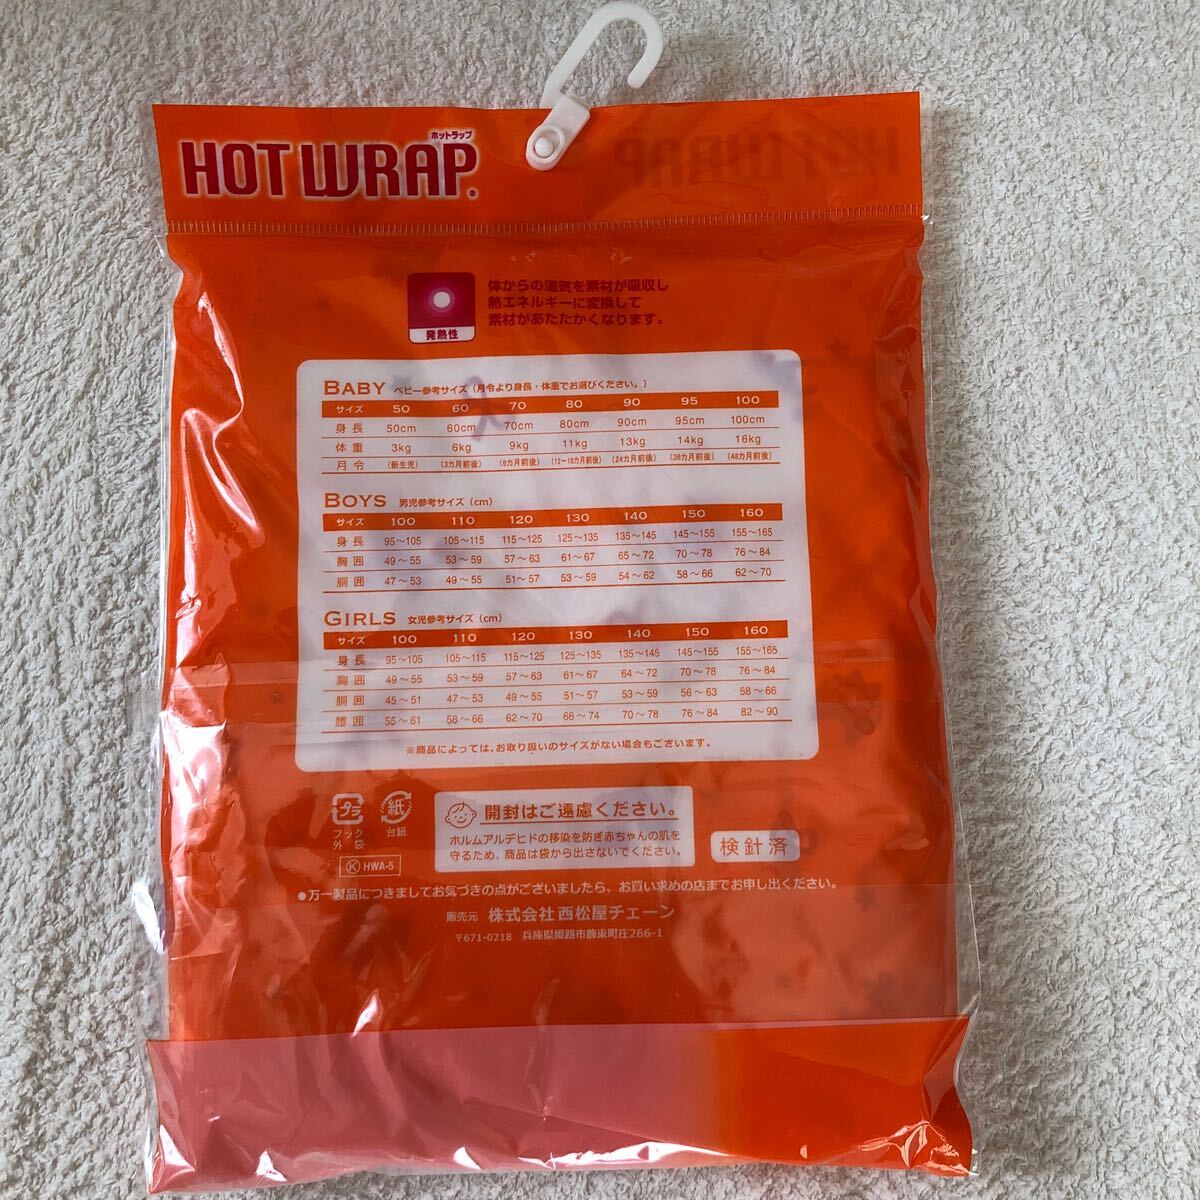 ホットラップ
HOT WRAP®
体からの湿気を素材が吸収し
熱エネルギーに変換して
素材があたたかくなります。
発熱性
BABY ベビー参考サイズ(月令より身長・体重でお選びください。)
サイズ 50 60 70 80 90 95 100
身長 50cm 60cm 70cm 80cm 90cm 95cm 100cm
体重 3kg 6kg 9kg 11kg 13kg 14kg 16kg
月令 (新生児) (3カ月前後) (6カ月前後) (12〜18カ月前後) (24カ月前後) (36カ月前後) (48カ月前後)
BOYS 男児参考サイズ(cm)
サイズ 100 110 120 130 140 150 160
身長 95〜105 105〜115 115〜125 125〜135 135〜145 145〜155 155〜165
胸囲 49〜55 53〜59 57〜63 61〜67 65〜72 70〜78 76〜84
胴囲 47〜53 49〜55 51〜57 53〜59 54〜62 58〜66 62〜70
GIRLS 女児参考サイズ(cm)
サイズ 100 110 120 130 140 150 160
身長 95〜105 105〜115 115〜125 125〜135 135〜145 145〜155 155〜165
胸囲 49〜55 53〜59 57〜63 61〜67 64〜72 70〜78 76〜84
胴囲 45〜51 47〜53 49〜55 51〜57 53〜59 56〜63 58〜66
腰囲 55〜61 58〜66 62〜70 66〜74 70〜78 76〜84 82〜90
※商品によっては、お取り扱いのサイズがない場合もございます。
プラ 紙
フック 台紙
外袋
Ⓚ HWA-5
開封はご遠慮ください。
ホルムアルデヒドの移染を防ぎ赤ちゃんの肌を
守るため、商品は袋から出さないでください。
検針済
●万一製品につきましてお気づきの点がございましたら、お買い求めの店までお申し出ください。
販売元 株式会社西松屋チェーン
〒671-0218 兵庫県姫路市飾東町庄266-1